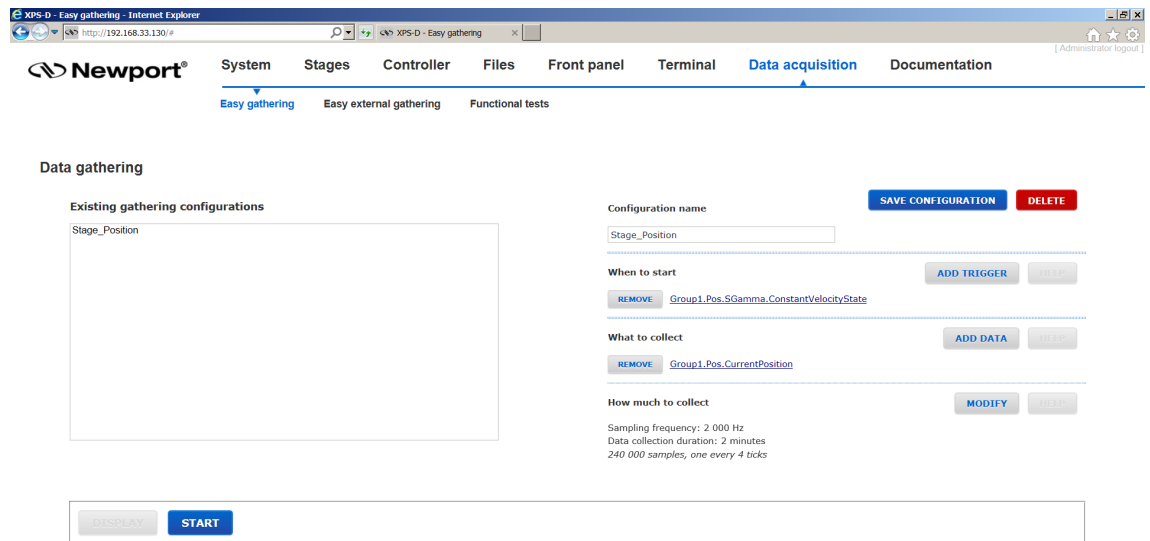 XPS-D - Easy gathering - Internet Explorer
http://192.168.33.130/#
XPS-D - Easy gathering
[ Administrator logout ]
Newport®
System Stages Controller Files Front panel Terminal Data acquisition Documentation
Easy gathering Easy external gathering Functional tests
Data gathering
Existing gathering configurations
Stage_Position
Configuration name
SAVE CONFIGURATION DELETE
Stage_Position
When to start
ADD TRIGGER HELP
REMOVE Group1.Pos.SGamma.ConstantVelocityState
What to collect
ADD DATA HELP
REMOVE Group1.Pos.CurrentPosition
How much to collect
MODIFY HELP
Sampling frequency: 2 000 Hz
Data collection duration: 2 minutes
240 000 samples, one every 4 ticks
DISPLAY START